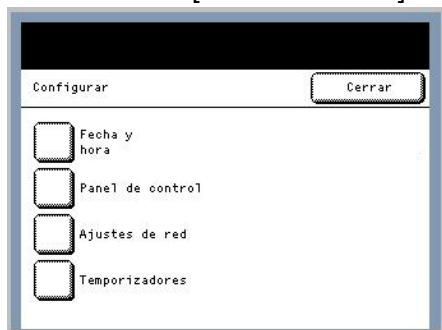 Configurar
Cerrar
Fecha y
hora
Panel de control
Ajustes de red
Temporizadores